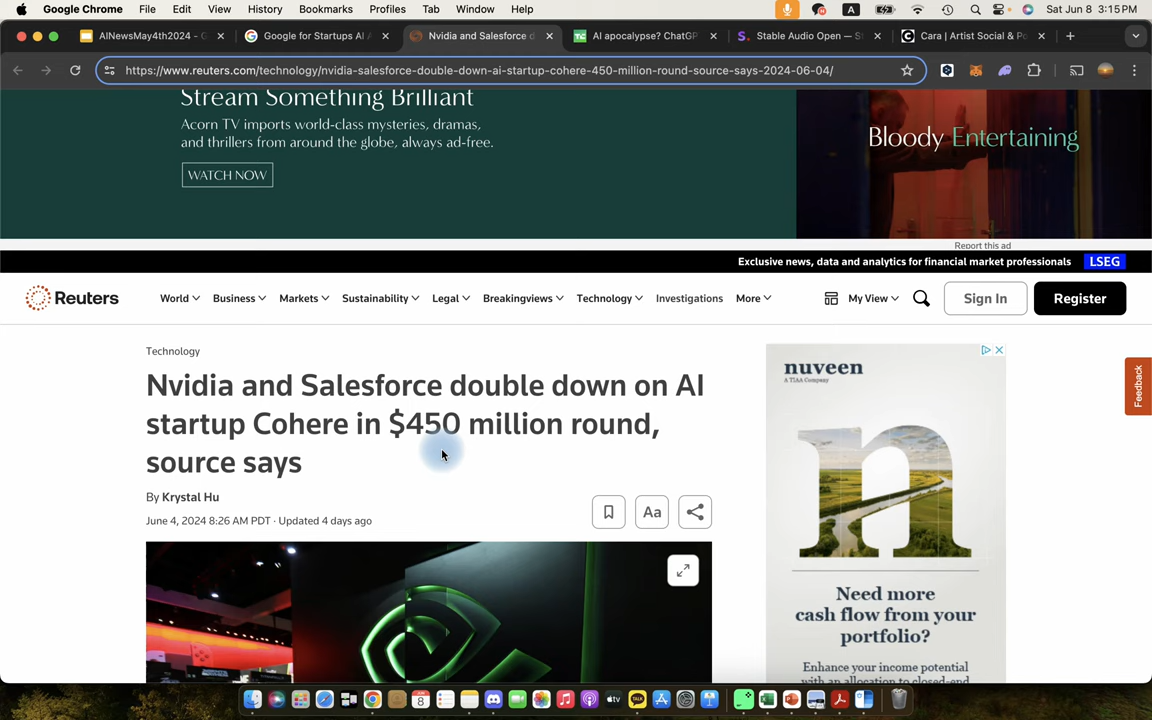 Google Chrome File Edit View History Bookmarks Profiles Tab Window Help A Sat Jun 8 3:15 PM
AINewsMay4th2024 - G
Google for Startups AI A
Nvidia and Salesforce d
AI apocalypse? ChatGP
Stable Audio Open — S
Cara | Artist Social & Po
https://www.reuters.com/technology/nvidia-salesforce-double-down-ai-startup-cohere-450-million-round-source-says-2024-06-04/
Stream Something Brilliant
Acorn TV imports world-class mysteries, dramas,
and thrillers from around the globe, always ad-free.
WATCH NOW
Bloody Entertaining
Report this ad
Exclusive news, data and analytics for financial market professionals LSEG
Reuters World Business Markets Sustainability Legal Breakingviews Technology Investigations More My View Sign In Register
Feedback
Technology
Nvidia and Salesforce double down on AI
startup Cohere in $450 million round,
source says
By Krystal Hu
June 4, 2024 8:26 AM PDT · Updated 4 days ago
Aa
nuveen
A TIAA Company
n
Need more
cash flow from your
portfolio?
Enhance your income potential
with an allocation to closed-end
8
tv
TALK